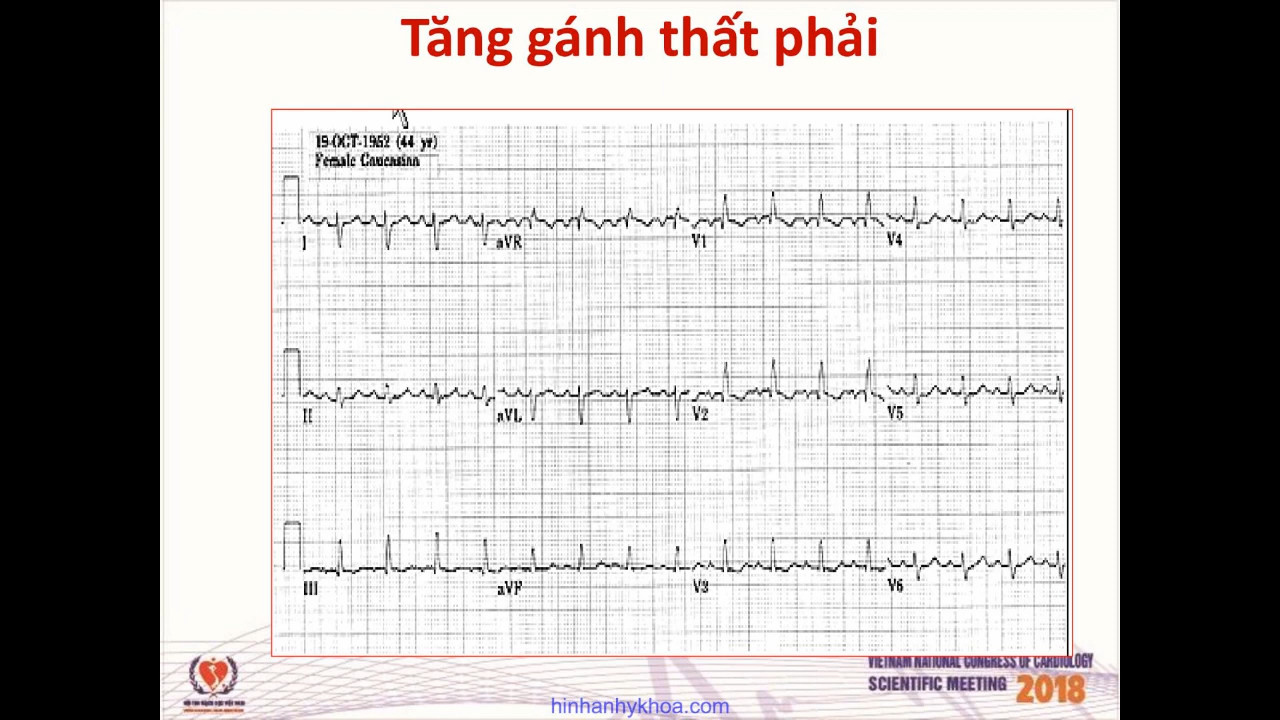 Tăng gánh thất phải
19-OCT-1952 (44 yr)
Female Caucasian
I aVR V1 V4
II aVL V2 V5
III aVF V3 V6
VIETNAM NATIONAL CONGRESS OF CARDIOLOGY
SCIENTIFIC MEETING 2018
hinhanhykhoa.com